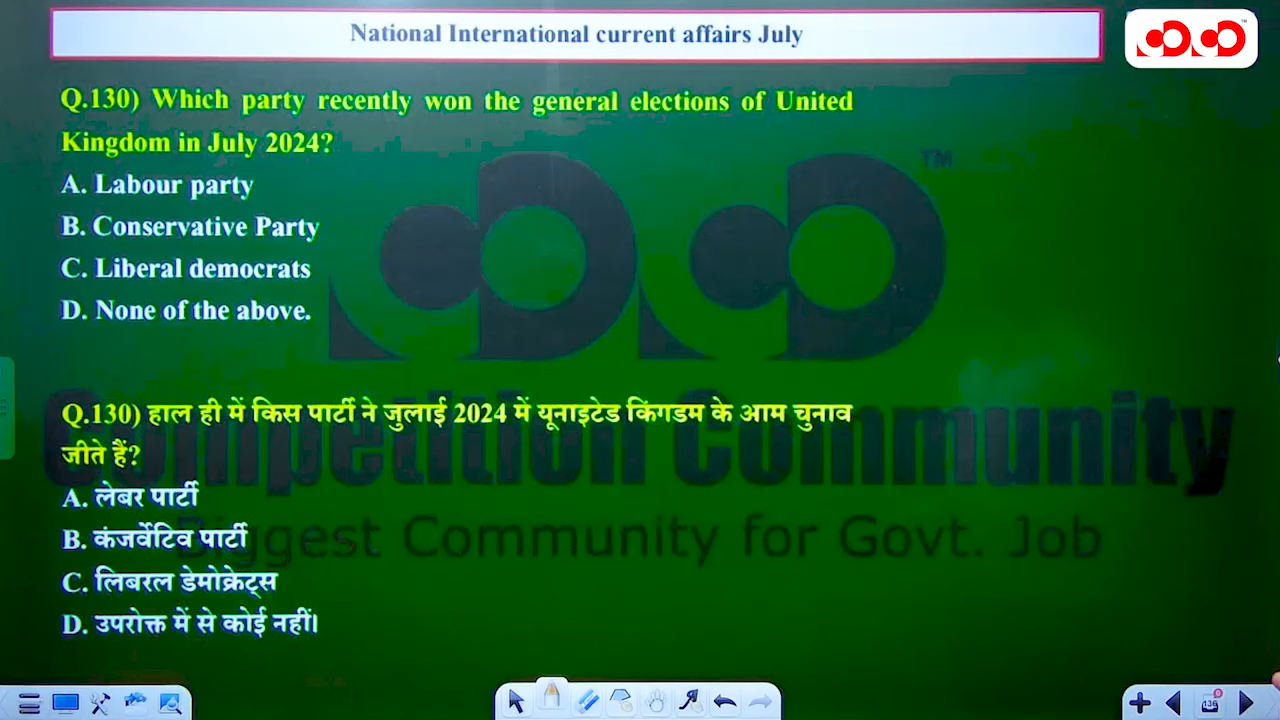 National International current affairs July
Q.130) Which party recently won the general elections of United
Kingdom in July 2024?
A. Labour party
B. Conservative Party
C. Liberal democrats
D. None of the above.
TM
Q.130) हाल ही में किस पार्टी ने जुलाई 2024 में यूनाइटेड किंगडम के आम चुनाव
जीते हैं?
A. लेबर पार्टी
B. कंजर्वेटिव पार्टी
C. लिबरल डेमोक्रेट्स
D. उपरोक्त में से कोई नहीं।
Competition Community
Biggest Community for Govt. Job
136